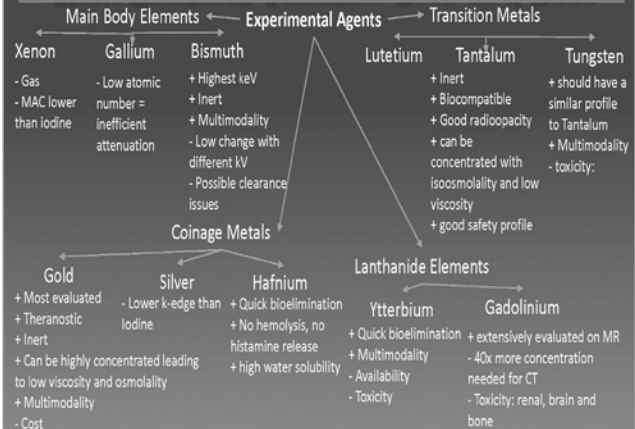 Main Body Elements
Experimental Agents
Transition Metals
Xenon
- Gas
- MAC lower
than iodine
Gallium
- Low atomic
number =
inefficient
attenuation
Bismuth
+ Highest keV
+ Inert
+ Multimodality
- Low change with
different kV
- Possible clearance
issues
Lutetium
Tantalum
+ Inert
+ Biocompatible
+ Good radioopacity
+ can be
concentrated with
isoosmolality and low
viscosity
+ good safety profile
Tungsten
+ should have a
similar profile
to Tantalum
+ Multimodality
- toxicity:
Coinage Metals
Gold
+ Most evaluated
+ Theranostic
+ Inert
+ Can be highly concentrated leading
to low viscosity and osmolality
+ Multimodality
- Cost
Silver
- Lower k-edge than
Iodine
Hafnium
+ Quick bioelimination
+ No hemolysis, no
histamine release
+ high water solubility
Lanthanide Elements
Ytterbium
+ Quick bioelimination
+ Multimodality
- Availability
- Toxicity
Gadolinium
+ extensively evaluated on MR
- 40x more concentration
needed for CT
- Toxicity: renal, brain and
bone